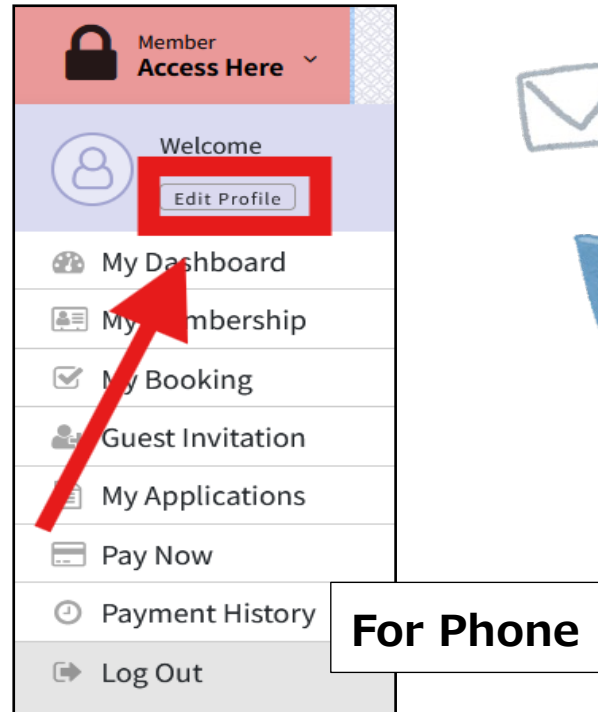 Member
Access Here
Welcome
Edit Profile
My Dashboard
My Membership
My Booking
Guest Invitation
My Applications
Pay Now
Payment History
For Phone
Log Out